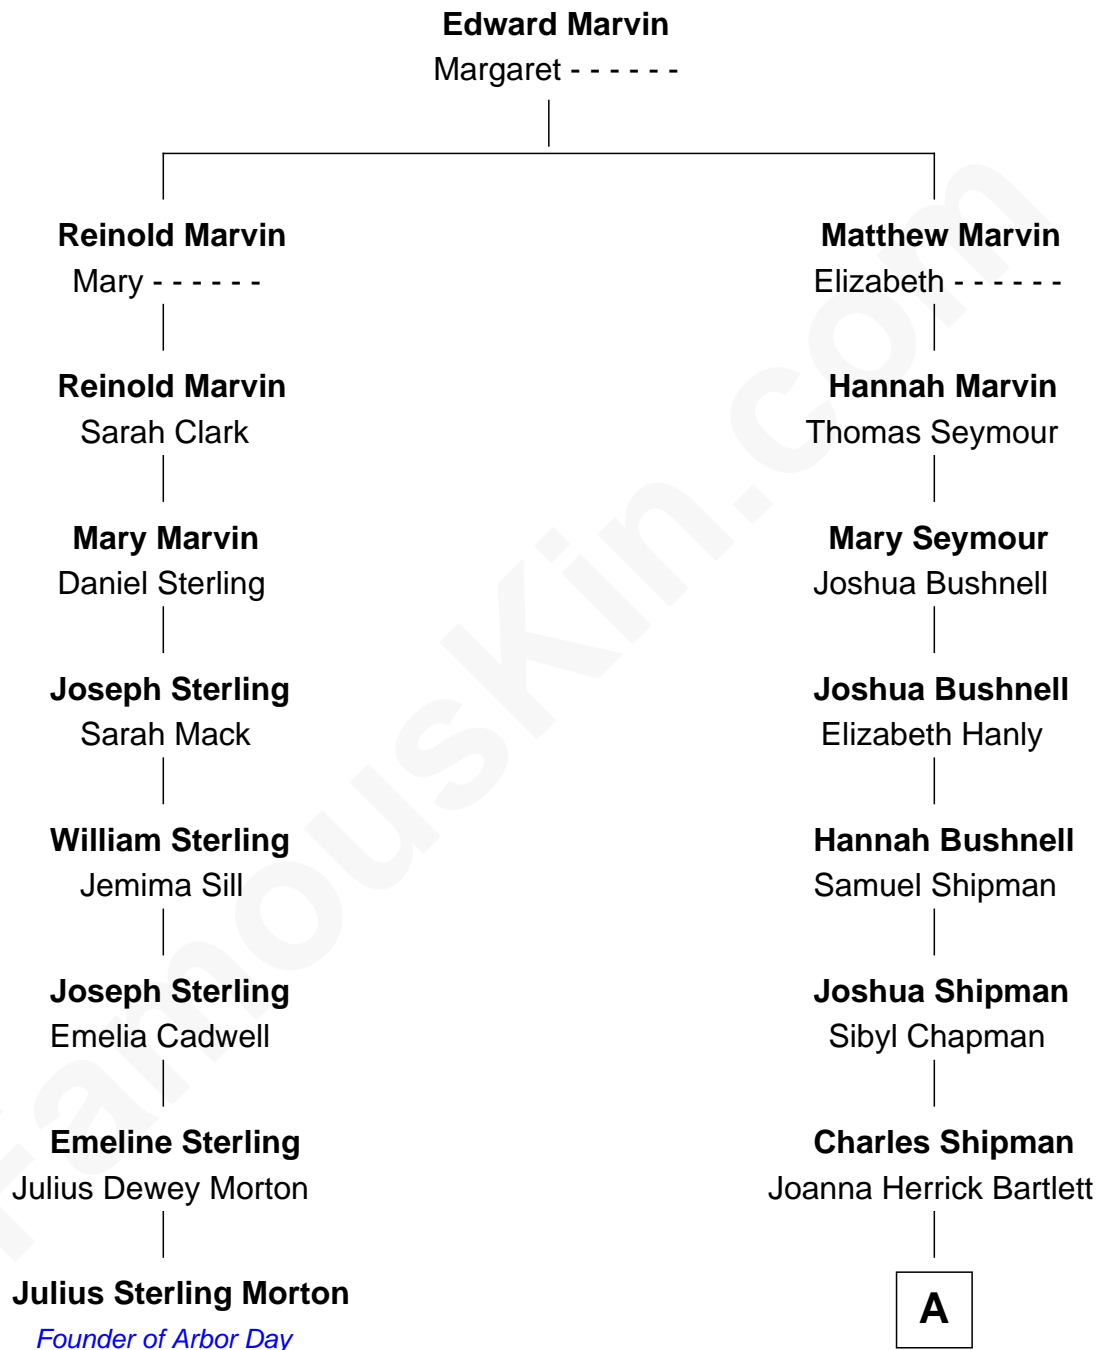 Edward Marvin
Margaret - - - - - -
Reinold Marvin
Mary - - - - - -
Matthew Marvin
Elizabeth - - - - - -
Reinold Marvin
Sarah Clark
Hannah Marvin
Thomas Seymour
Mary Marvin
Daniel Sterling
Mary Seymour
Joshua Bushnell
Joseph Sterling
Sarah Mack
Joshua Bushnell
Elizabeth Hanly
William Sterling
Jemima Sill
Hannah Bushnell
Samuel Shipman
Joseph Sterling
Emelia Cadwell
Joshua Shipman
Sibyl Chapman
Emeline Sterling
Julius Dewey Morton
Charles Shipman
Joanna Herrick Bartlett
Julius Sterling Morton
Founder of Arbor Day
A
FamousKin.com